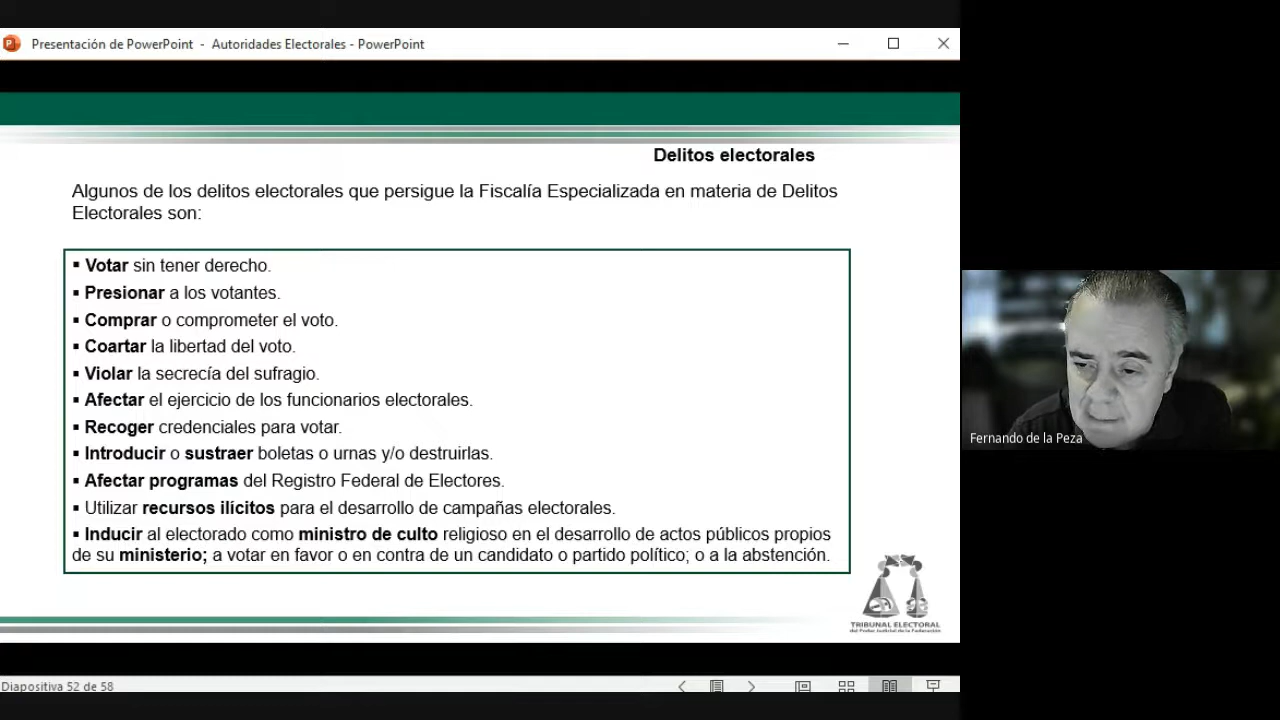 Presentación de PowerPoint - Autoridades Electorales - PowerPoint
Delitos electorales
Algunos de los delitos electorales que persigue la Fiscalía Especializada en materia de Delitos
Electorales son:
▪ Votar sin tener derecho.
▪ Presionar a los votantes.
▪ Comprar o comprometer el voto.
▪ Coartar la libertad del voto.
▪ Violar la secrecía del sufragio.
▪ Afectar el ejercicio de los funcionarios electorales.
▪ Recoger credenciales para votar.
▪ Introducir o sustraer boletas o urnas y/o destruirlas.
▪ Afectar programas del Registro Federal de Electores.
▪ Utilizar recursos ilícitos para el desarrollo de campañas electorales.
▪ Inducir al electorado como ministro de culto religioso en el desarrollo de actos públicos propios
de su ministerio; a votar en favor o en contra de un candidato o partido político; o a la abstención.
TRIBUNAL ELECTORAL
del Poder Judicial de la Federación
Diapositiva 52 de 58
Fernando de la Peza